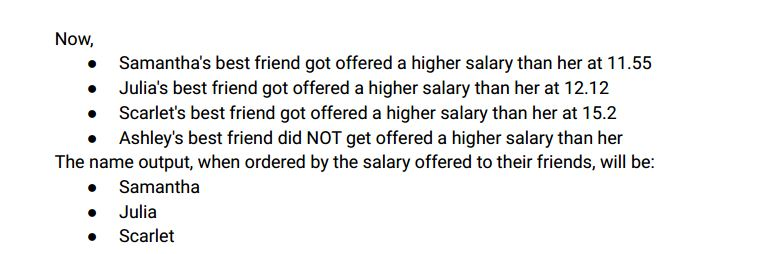 Now,
● Samantha's best friend got offered a higher salary than her at 11.55
● Julia's best friend got offered a higher salary than her at 12.12
● Scarlet's best friend got offered a higher salary than her at 15.2
● Ashley's best friend did NOT get offered a higher salary than her
The name output, when ordered by the salary offered to their friends, will be:
● Samantha
● Julia
● Scarlet